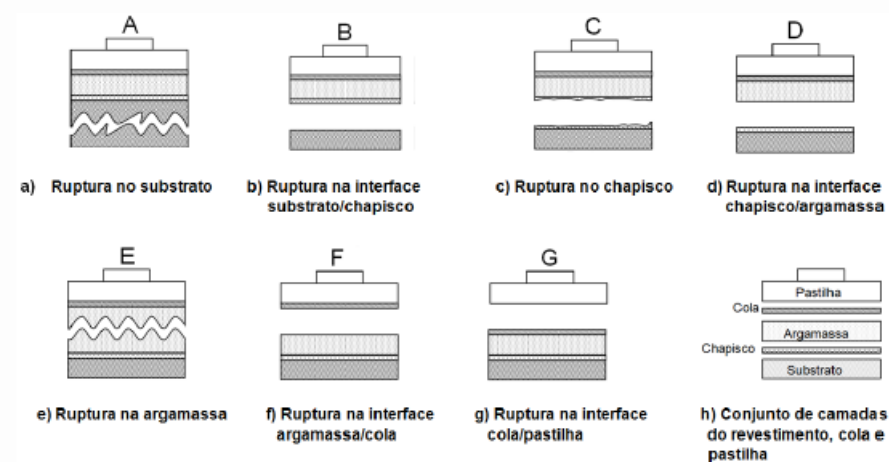 A
B
C
D
a) Ruptura no substrato
b) Ruptura na interface
substrato/chapisco
c) Ruptura no chapisco
d) Ruptura na interface
chapisco/argamassa
E
F
G
Pastilha
Cola
Argamassa
Chapisco
Substrato
e) Ruptura na argamassa
f) Ruptura na interface
argamassa/cola
g) Ruptura na interface
cola/pastilha
h) Conjunto de camadas
do revestimento, cola e
pastilha